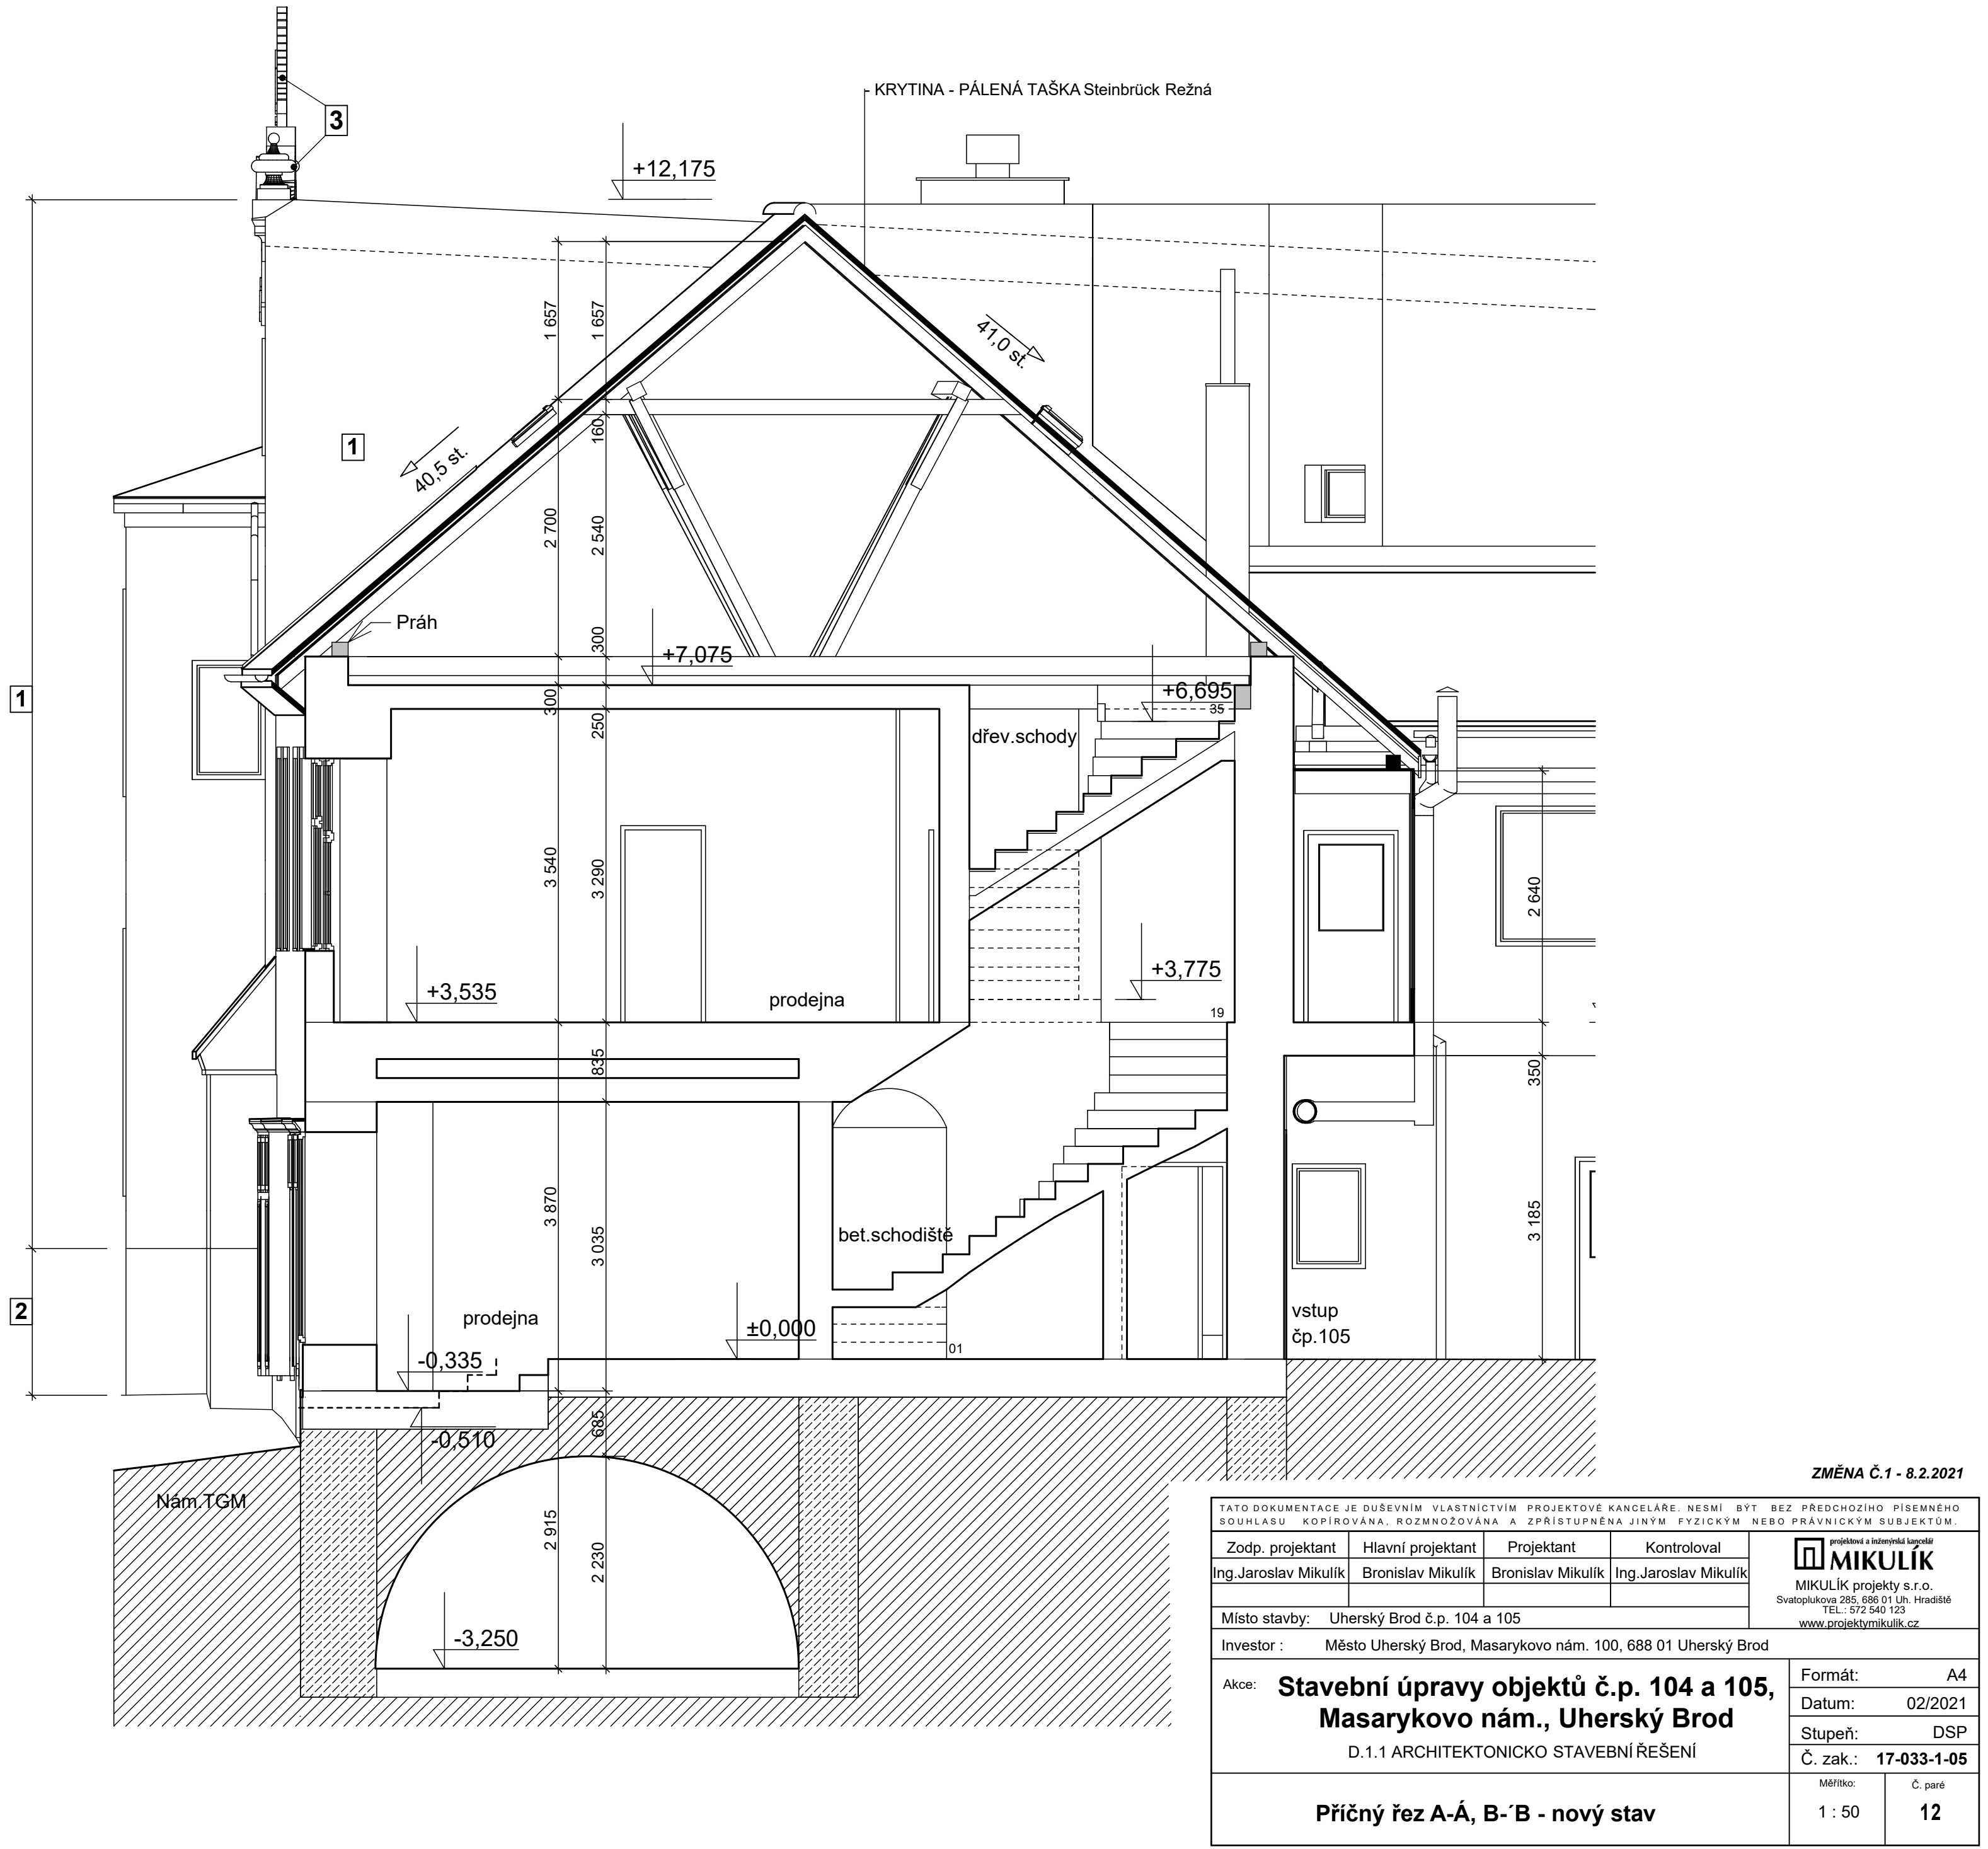 3
KRYTINA - PÁLENÁ TAŠKA Steinbrück Režná
+12,175
1 657
1 657
41,0 st.
1
40,5 st.
160
2 700
2 540
Práh
300
+7,075
+6,695
35
1
300
250
dřev.schody
3 540
3 290
2 640
+3,535
prodejna
+3,775
19
835
350
3 870
3 035
bet.schodiště
3 185
2
prodejna
±0,000
01
vstup
čp.105
-0,335
-0,510
685
Nám.TGM
2 915
2 230
-3,250
ZMĚNA Č.1 - 8.2.2021
TATO DOKUMENTACE JE DUŠEVNÍM VLASTNÍCTVÍM PROJEKTOVÉ KANCELÁŘE. NESMÍ BÝT BEZ PŘEDCHOZÍHO PÍSEMNÉHO
SOUHLASU KOPÍROVÁNA, ROZMNOŽOVÁNA A ZPŘÍSTUPNĚNA JINÝM FYZICKÝM NEBO PRÁVNICKÝM SUBJEKTŮM.
Zodp. projektant Hlavní projektant Projektant Kontroloval
Ing.Jaroslav Mikulík Bronislav Mikulík Bronislav Mikulík Ing.Jaroslav Mikulík
projektová a inženýrská kancelář
MIKULÍK
MIKULÍK projekty s.r.o.
Svatoplukova 285, 686 01 Uh. Hradiště
TEL.: 572 540 123
www.projektymikulik.cz
Místo stavby: Uherský Brod č.p. 104 a 105
Investor : Město Uherský Brod, Masarykovo nám. 100, 688 01 Uherský Brod
Akce: Stavební úpravy objektů č.p. 104 a 105,
Masarykovo nám., Uherský Brod
D.1.1 ARCHITEKTONICKO STAVEBNÍ ŘEŠENÍ
Formát: A4
Datum: 02/2021
Stupeň: DSP
Č. zak.: 17-033-1-05
Příčný řez A-Á, B-´B - nový stav
Měřítko:
1 : 50
Č. paré
12